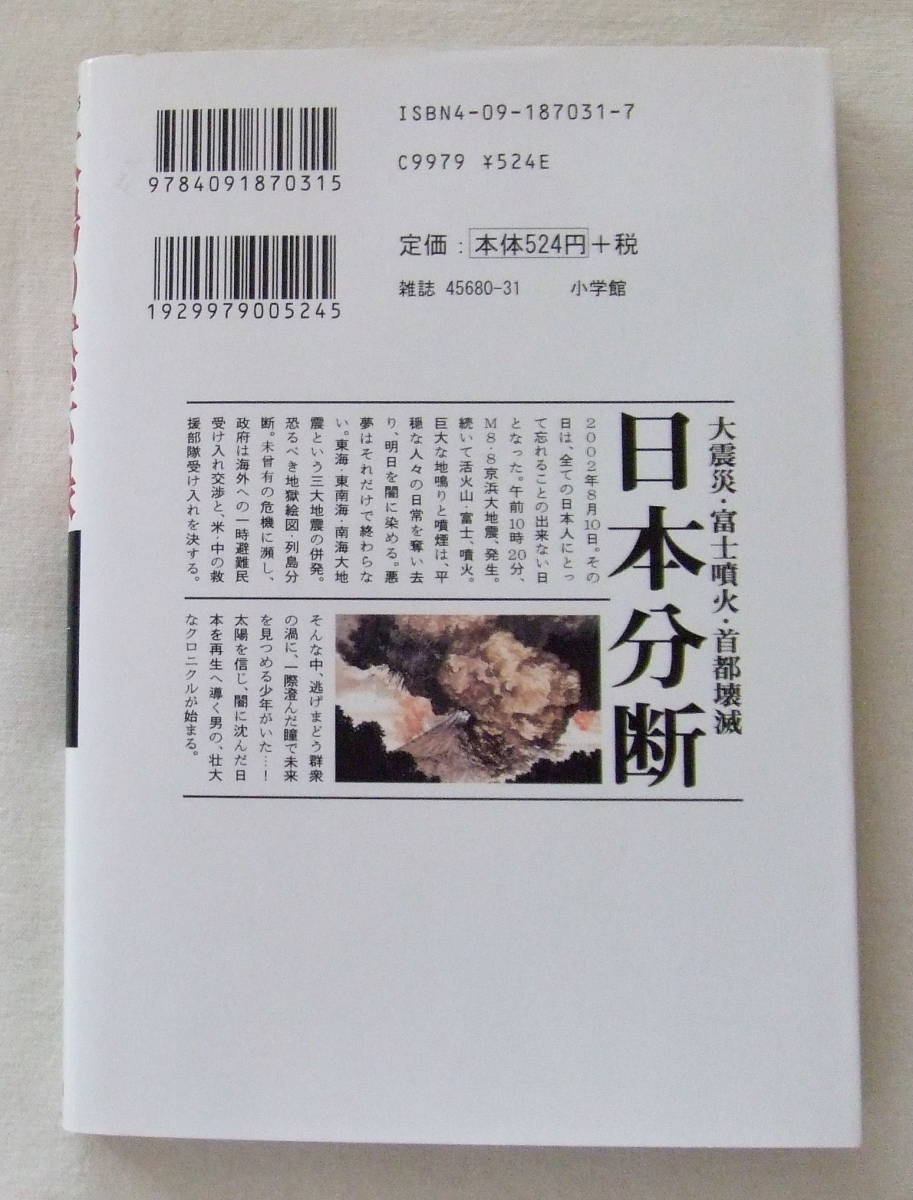 ISBN4-09-187031-7
9784091870315
C9979 ¥524E
定価：本体524円+税
1929979005245
雑誌 45680-31 小学館
大震災・富士噴火・首都壊滅
日本分断
2002年8月10日。その
日は、全ての日本人にとっ
て忘れることの出来ない日
となった。午前10時20分、
M8・8京浜大地震、発生。
続いて活火山・富士、噴火。
巨大な地鳴りと噴煙は、平
穏な人々の日常を奪い去
り、明日を闇に染める。悪
夢はそれだけで終わらな
い。東海・東南海・南海大地
震という三大地震の併発。
恐るべき地獄絵図・列島分
断。未曾有の危機に瀕し、
政府は海外への一時避難民
受け入れ交渉と、米・中の救
援部隊受け入れを決する。
そんな中、逃げまどう群衆
の渦に、一際澄んだ瞳で未来
を見つめる少年がいた…！
太陽を信じ、闇に沈んだ日
本を再生へ導く男の、壮大
なクロニクルが始まる。